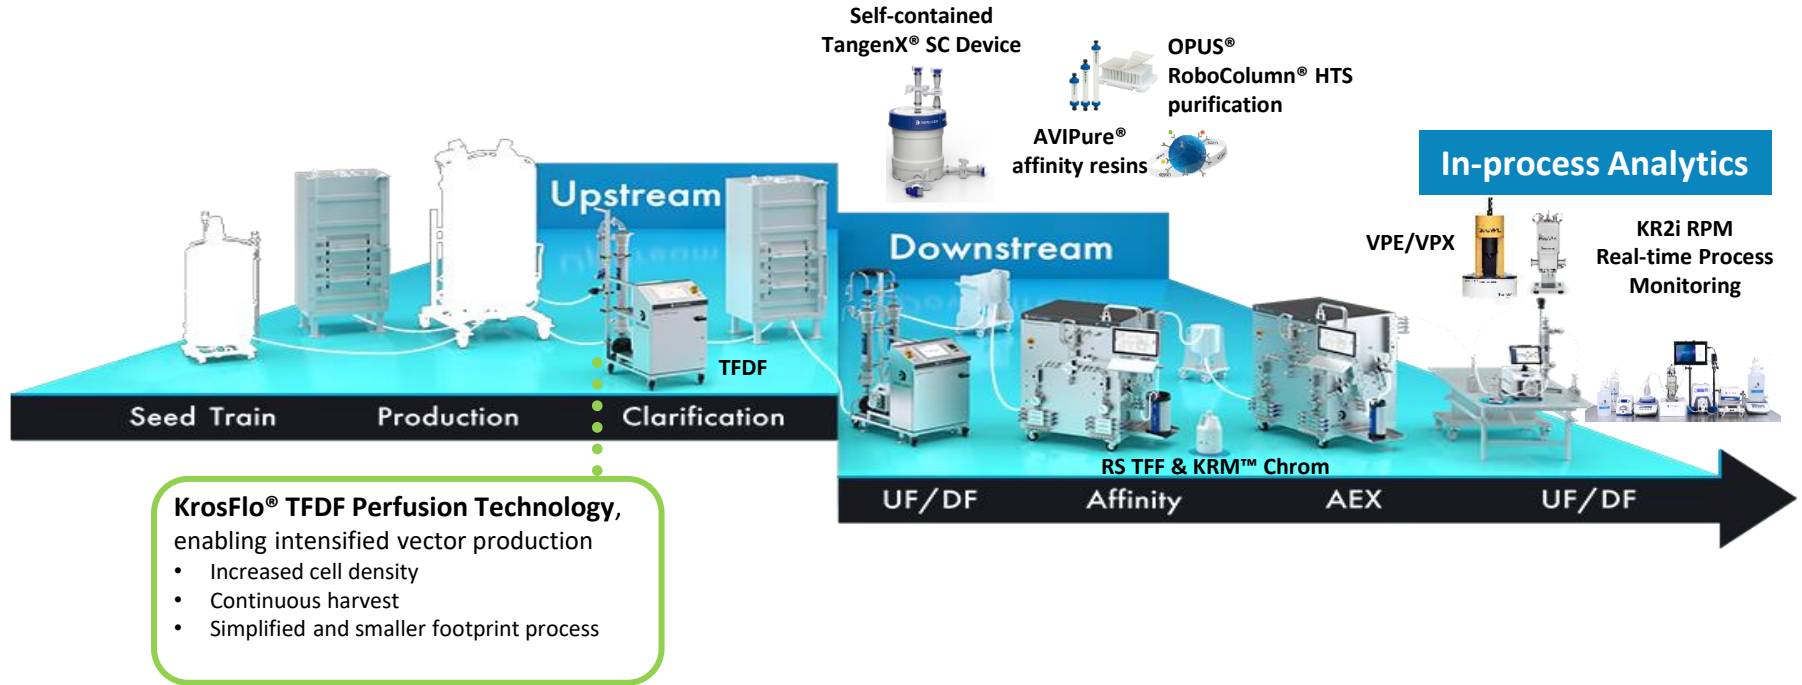 Self-contained
TangenX® SC Device
OPUS®
RoboColumn® HTS
purification
AVIPure®
affinity resins
In-process Analytics
Upstream
Downstream
VPE/VPX
KR2i RPM
Real-time Process
Monitoring
TFDF
Seed Train
Production
Clarification
RS TFF & KRM™ Chrom
UF/DF
Affinity
AEX
UF/DF
KrosFlo® TFDF Perfusion Technology,
enabling intensified vector production
• Increased cell density
• Continuous harvest
• Simplified and smaller footprint process